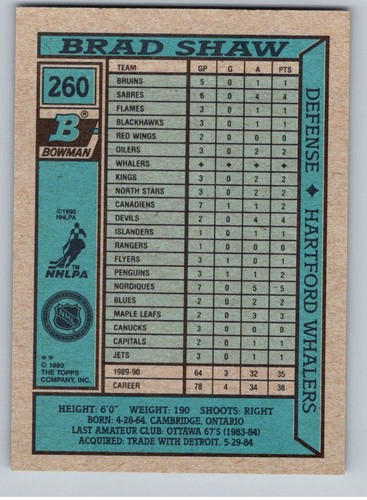 BRAD SHAW
260
B®
BOWMAN
©1990
NHLPA
TM
NHLPA
NHL
**
© 1990
THE TOPPS
COMPANY, INC.
TEAM GP G A PTS
BRUINS 5 0 1 1
SABRES 6 0 4 4
FLAMES 3 0 1 1
BLACKHAWKS 3 0 1 1
RED WINGS 2 0 0 0
OILERS 3 0 2 2
WHALERS ◆ ◆ ◆ ◆
KINGS 3 0 2 2
NORTH STARS 3 0 2 2
CANADIENS 7 1 1 2
DEVILS 2 0 4 4
ISLANDERS 1 0 1 1
RANGERS 1 0 0 0
FLYERS 3 1 0 1
PENGUINS 3 1 1 2
NORDIQUES 7 0 5 5
BLUES 2 0 2 2
MAPLE LEAFS 2 0 3 3
CANUCKS 3 0 0 0
CAPITALS 2 0 1 1
JETS 3 0 1 1
1989-90 64 3 32 35
CAREER 78 4 34 38
DEFENSE ◆ HARTFORD WHALERS
HEIGHT: 6'0" WEIGHT: 190 SHOOTS: RIGHT
BORN: 4-28-64, CAMBRIDGE, ONTARIO
LAST AMATEUR CLUB: OTTAWA 67'S (1983-84)
ACQUIRED: TRADE WITH DETROIT, 5-29-84